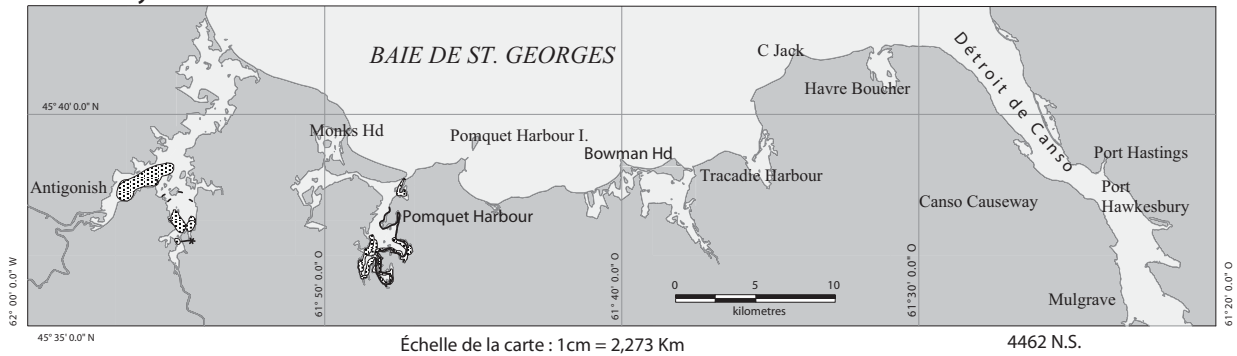 BAIE DE ST. GEORGES
C Jack
Havre Boucher
Détroit de Canso
45° 40' 0.0" N
Monks Hd
Pomquet Harbour I.
Bowman Hd
Port Hastings
Antigonish
Tracadie Harbour
Port
Hawkesbury
Canso Causeway
Pomquet Harbour
62° 00' 0.0" W
61° 50' 0.0" O
61° 40' 0.0" O
61° 30' 0.0" O
61° 20' 0.0" O
0 5 10
kilometres
Mulgrave
45° 35' 0.0" N
Échelle de la carte : 1cm = 2,273 Km
4462 N.S.